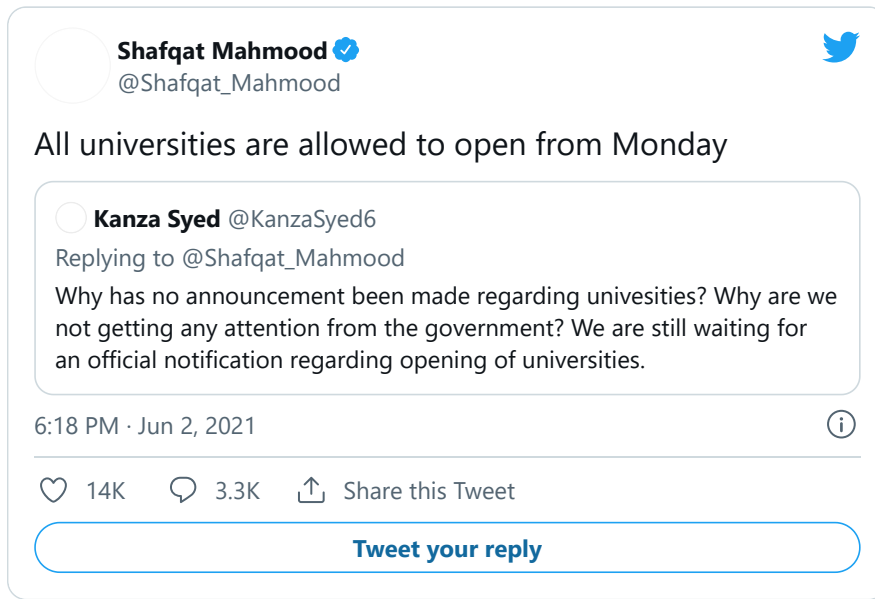 Shafqat Mahmood
@Shafqat_Mahmood
All universities are allowed to open from Monday
Kanza Syed @KanzaSyed6
Replying to @Shafqat_Mahmood
Why has no announcement been made regarding univesities? Why are we
not getting any attention from the government? We are still waiting for
an official notification regarding opening of universities.
6:18 PM · Jun 2, 2021
14K 3.3K Share this Tweet
Tweet your reply